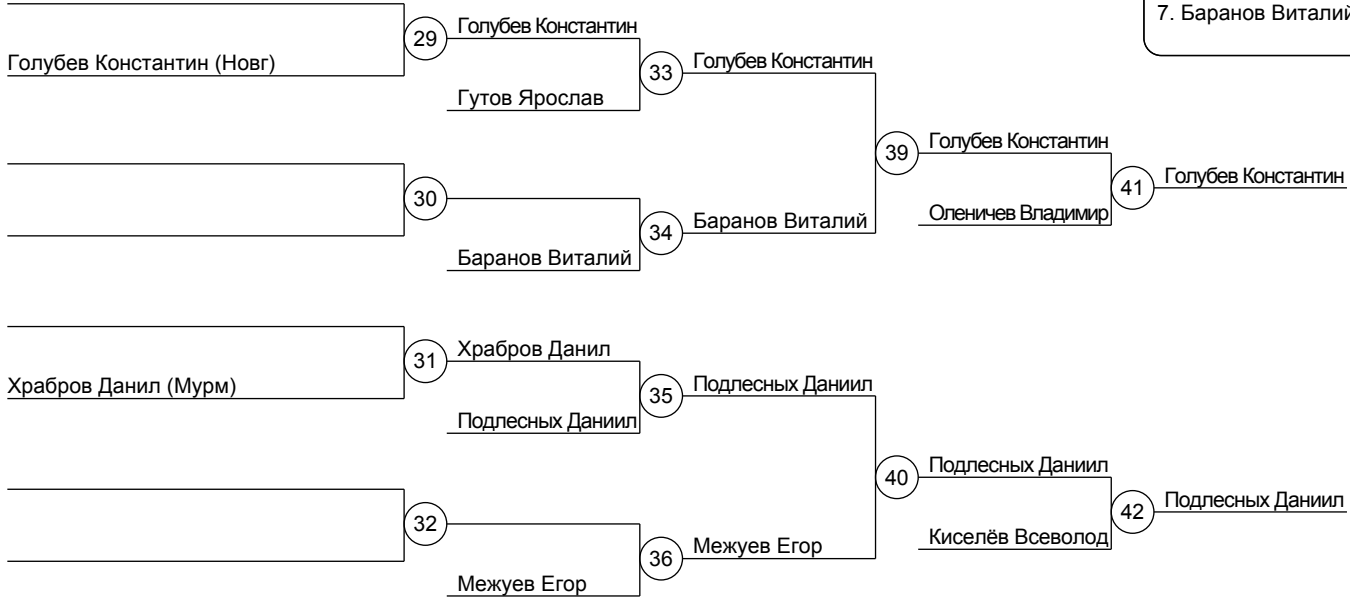 7. Баранов Виталий
29
Голубев Константин
Голубев Константин (Новг)
33
Голубев Константин
Гутов Ярослав
39
Голубев Константин
41
Голубев Константин
30
Оленичев Владимир
34
Баранов Виталий
Баранов Виталий
31
Храбров Данил
Храбров Данил (Мурм)
35
Подлесных Даниил
Подлесных Даниил
40
Подлесных Даниил
42
Подлесных Даниил
32
Киселёв Всеволод
36
Межуев Егор
Межуев Егор